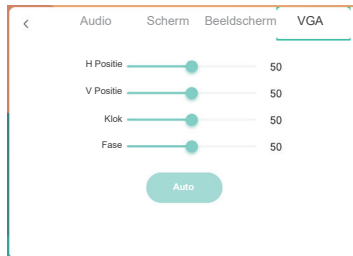 Audio Scherm Beeldscherm VGA
H Positie 50
V Positie 50
Klok 50
Fase 50
Auto